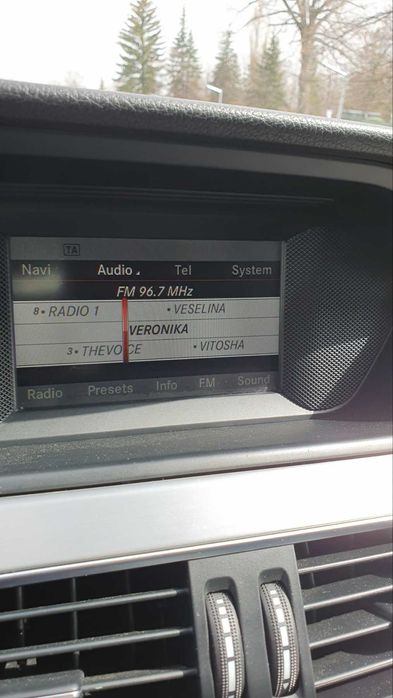 TA
Navi Audio Tel System
FM 96.7 MHz
8• RADIO 1 • VESELINA
VERONIKA
3• THEVOICE • VITOSHA
Radio Presets Info FM Sound